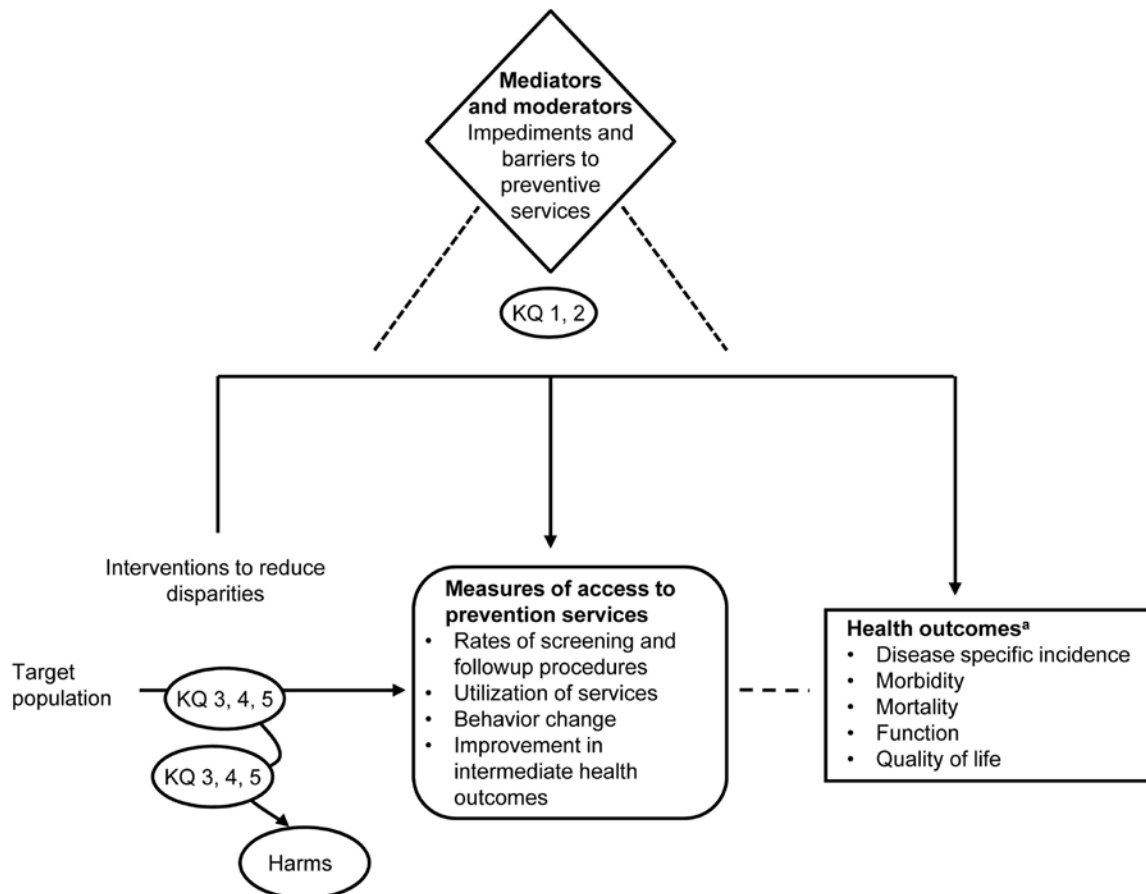 Mediators
and moderators
Impediments and
barriers to
preventive
services
KQ 1, 2
Interventions to reduce
disparities
Target
population
KQ 3, 4, 5
KQ 3, 4, 5
Harms
Measures of access to
prevention services
• Rates of screening and
followup procedures
• Utilization of services
• Behavior change
• Improvement in
intermediate health
outcomes
Health outcomesᵃ
• Disease specific incidence
• Morbidity
• Mortality
• Function
• Quality of life